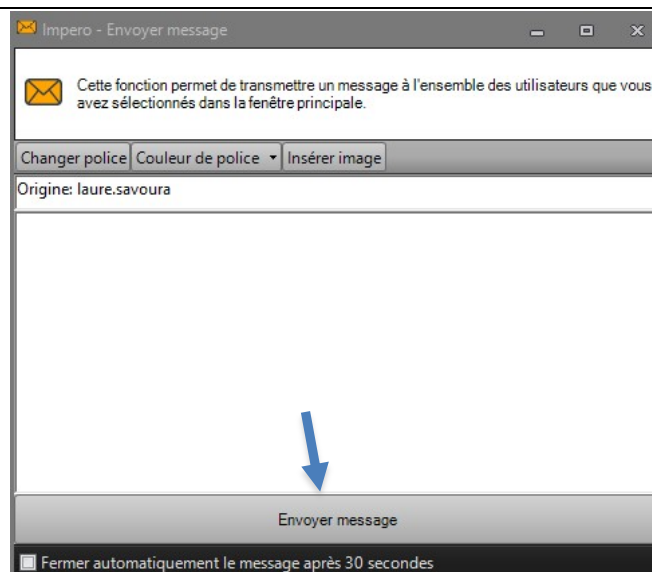 Impero - Envoyer message
Cette fonction permet de transmettre un message à l'ensemble des utilisateurs que vous
avez sélectionnés dans la fenêtre principale.
Changer police Couleur de police Insérer image
Origine: laure.savoura
Envoyer message
Fermer automatiquement le message après 30 secondes